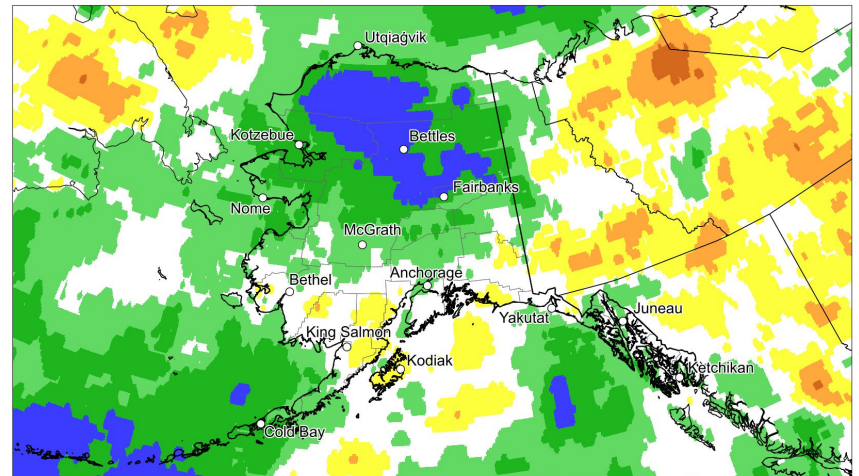 Utqiaġvik
Kotzebue
Bettles
Fairbanks
Nome
McGrath
Anchorage
Bethel
Yakutat
Juneau
King Salmon
Kodiak
Ketchikan
Cold Bay